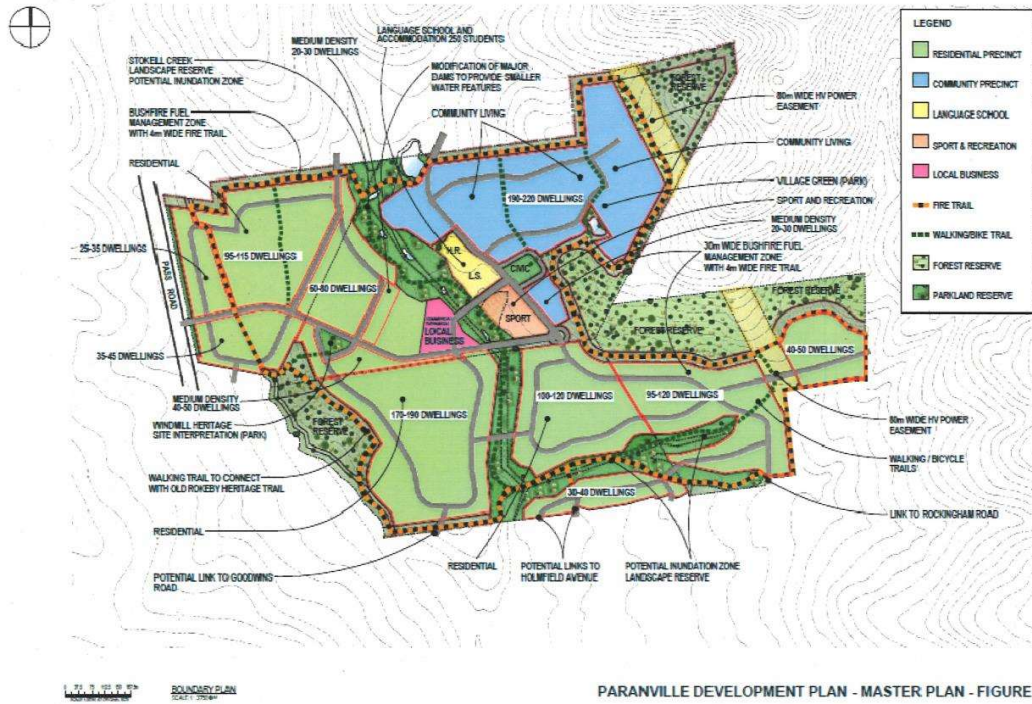 LANGUAGE SCHOOL AND
ACCOMMODATION 250 STUDENTS
MEDIUM DENSITY
20-30 DWELLINGS
STOKELL CREEK
LANDSCAPE RESERVE
POTENTIAL INUNDATION ZONE
MODIFICATION OF MAJOR
DAMS TO PROVIDE SMALLER
WATER FEATURES
BUSHFIRE FUEL
MANAGEMENT ZONE
WITH 4m WIDE FIRE TRAIL
COMMUNITY LIVING
RESIDENTIAL
FOREST
RESERVE
80m WIDE HV POWER
EASEMENT
COMMUNITY LIVING
VILLAGE GREEN (PARK)
SPORT AND RECREATION
MEDIUM DENSITY
20-30 DWELLINGS
30m WIDE BUSHFIRE FUEL
MANAGEMENT ZONE
WITH 4m WIDE FIRE TRAIL
190-220 DWELLINGS
25-35 DWELLINGS
95-115 DWELLINGS
PASS ROAD
60-80 DWELLINGS
H.R.
L.S.
CIVIC
SPORT
LOCAL
BUSINESS
FOREST RESERVE
FOREST RESERVE
35-45 DWELLINGS
40-50 DWELLINGS
MEDIUM DENSITY
40-50 DWELLINGS
170-190 DWELLINGS
100-120 DWELLINGS
95-120 DWELLINGS
WINDMILL HERITAGE
SITE INTERPRETATION (PARK)
FOREST
RESERVE
80m WIDE HV POWER
EASEMENT
WALKING / BICYCLE
TRAILS
WALKING TRAIL TO CONNECT
WITH OLD ROKEBY HERITAGE TRAIL
30-40 DWELLINGS
LINK TO ROCKINGHAM ROAD
RESIDENTIAL
POTENTIAL LINK TO GOODWINS
ROAD
RESIDENTIAL
POTENTIAL LINKS TO
HOLMFIELD AVENUE
POTENTIAL INUNDATION ZONE
LANDSCAPE RESERVE
LEGEND
RESIDENTIAL PRECINCT
COMMUNITY PRECINCT
LANGUAGE SCHOOL
SPORT & RECREATION
LOCAL BUSINESS
FIRE TRAIL
WALKING/BIKE TRAIL
FOREST RESERVE
PARKLAND RESERVE
BOUNDARY PLAN
PARANVILLE DEVELOPMENT PLAN - MASTER PLAN - FIGURE